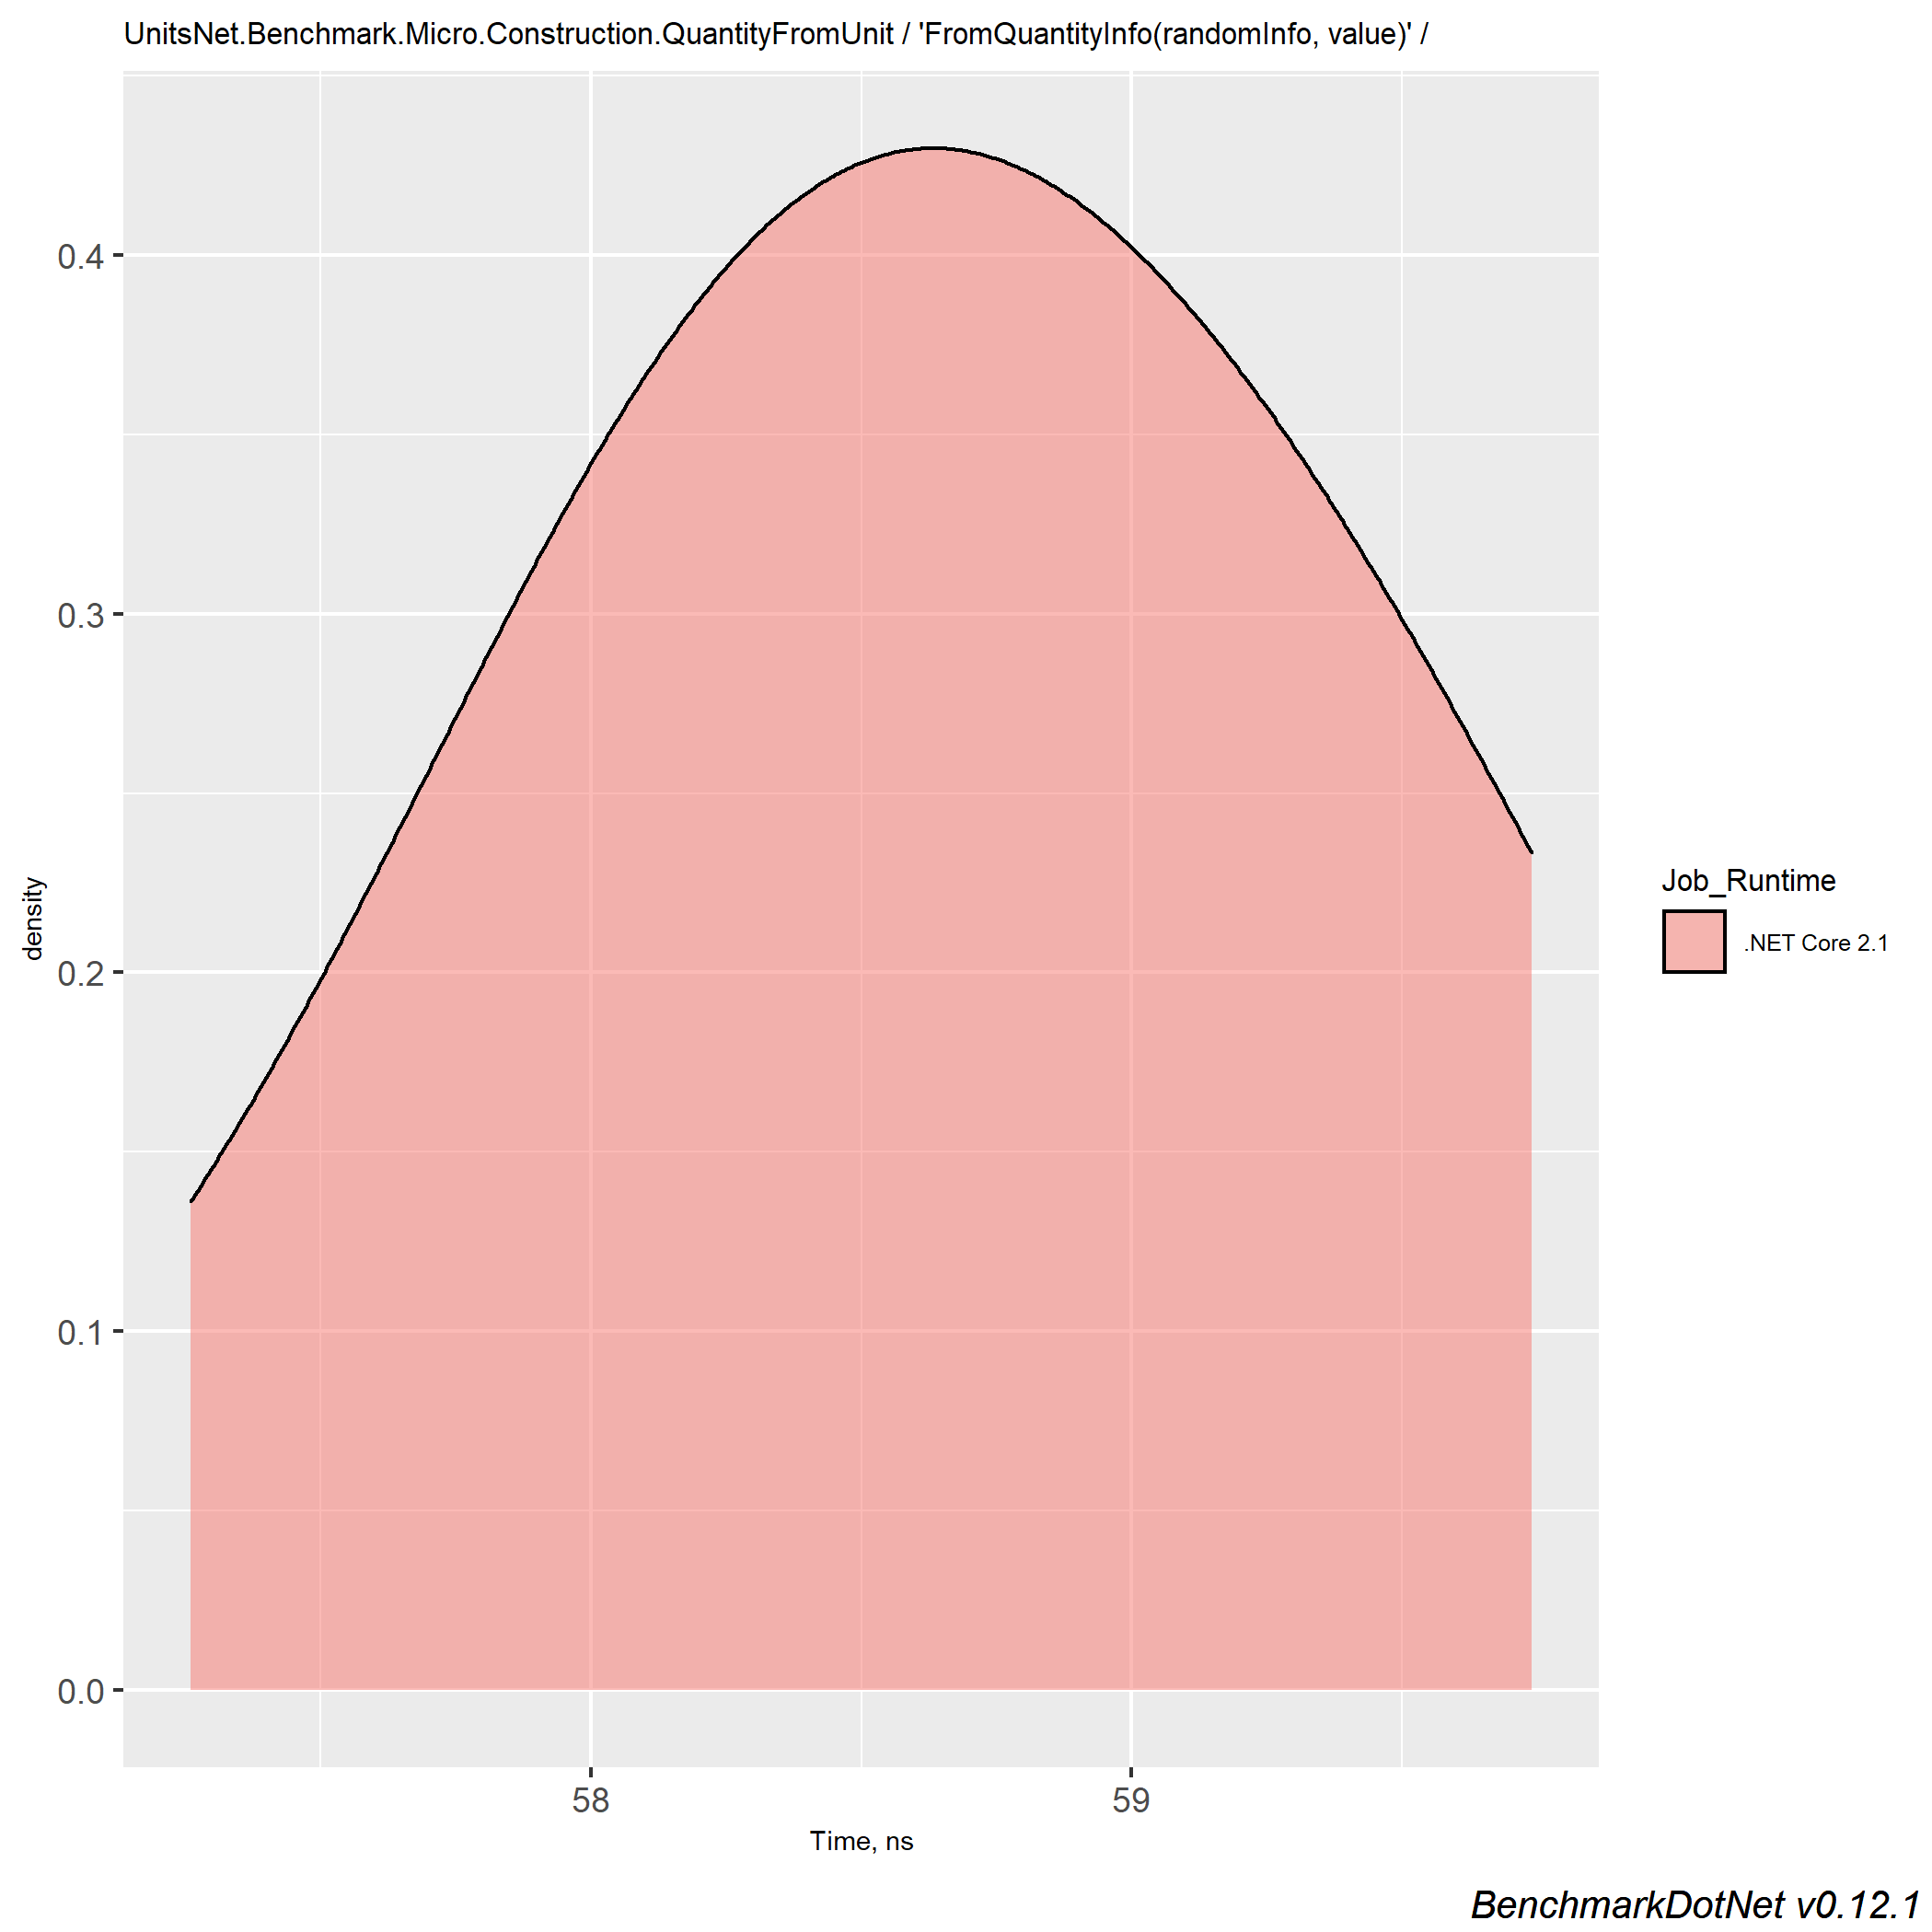 UnitsNet.Benchmark.Micro.Construction.QuantityFromUnit / 'FromQuantityInfo(randomInfo, value)' /
0.4
0.3
0.2
0.1
0.0
density
58
59
Time, ns
Job_Runtime
.NET Core 2.1
BenchmarkDotNet v0.12.1